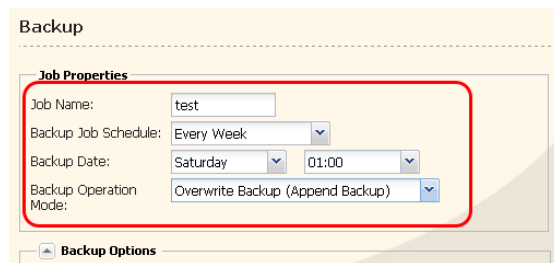 Backup
Job Properties
Job Name: test
Backup Job Schedule: Every Week
Backup Date: Saturday 01:00
Backup Operation Mode: Overwrite Backup (Append Backup)
Backup Options